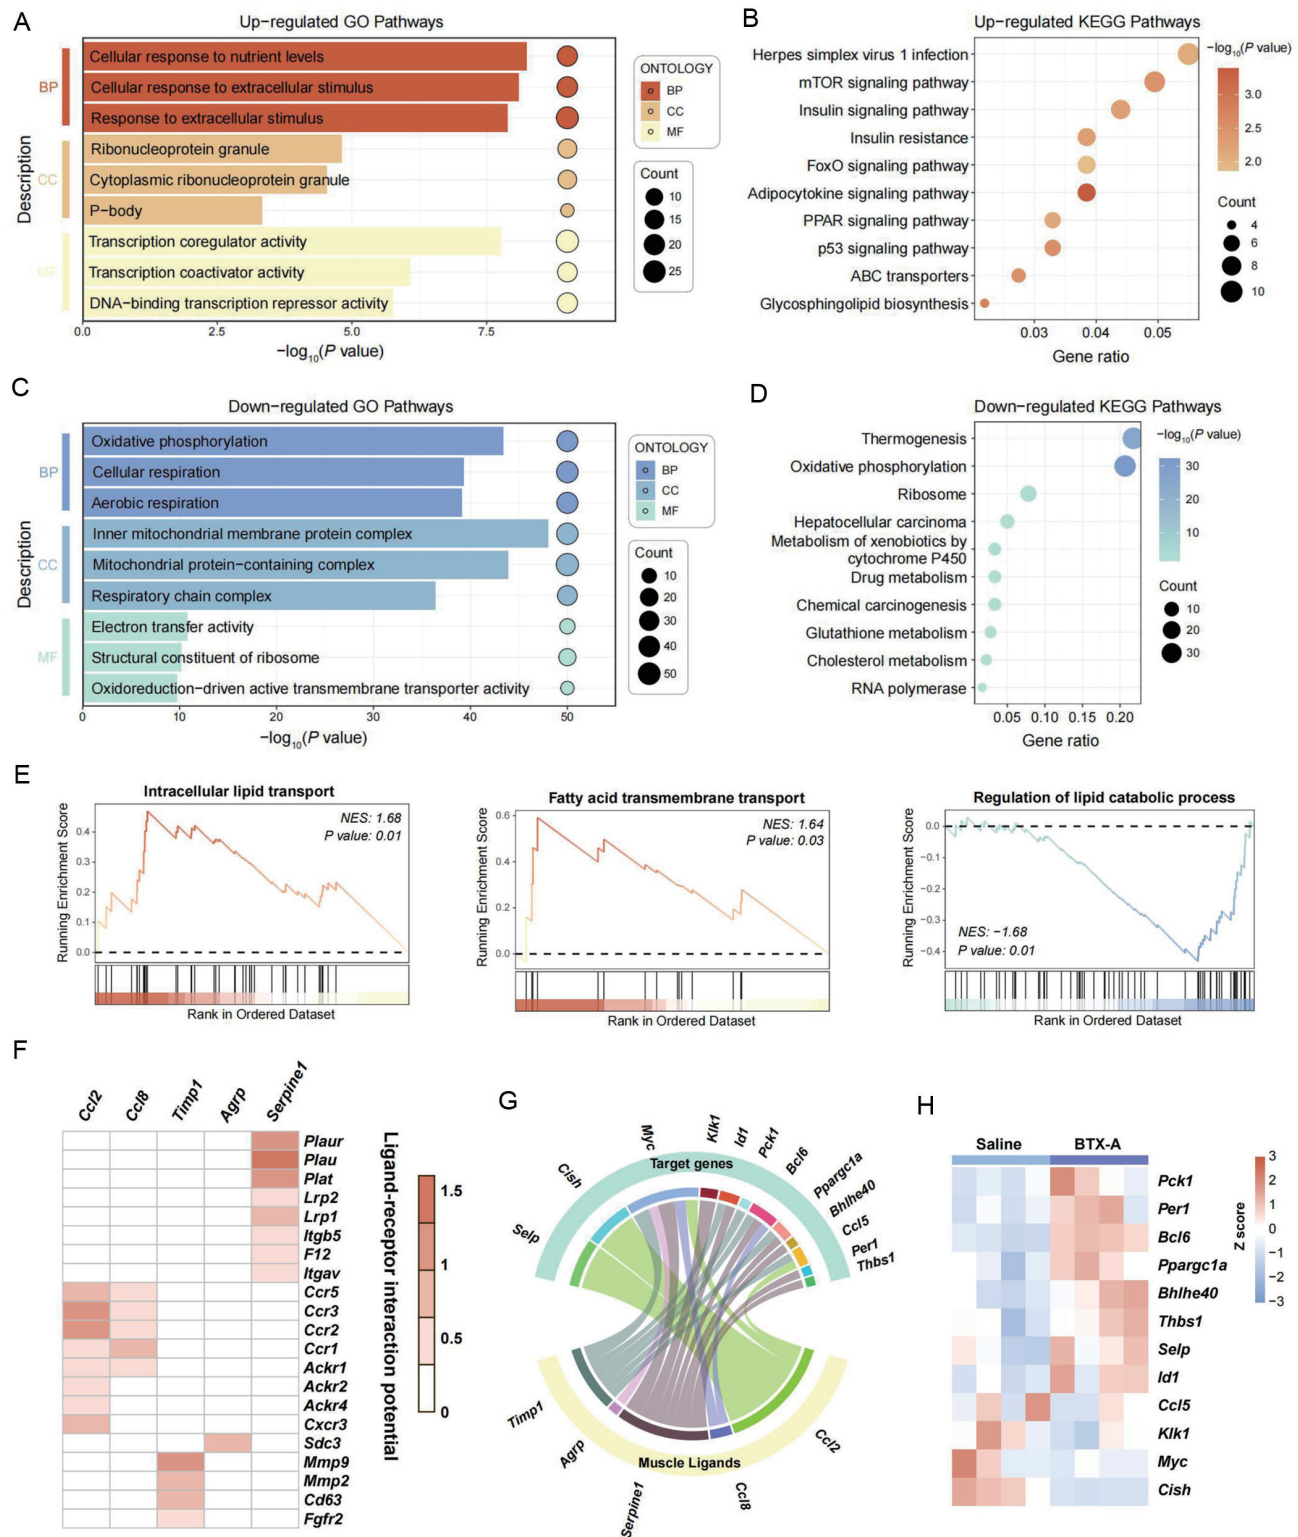 A
Up-regulated GO Pathways
BP
Cellular response to nutrient levels
Cellular response to extracellular stimulus
Response to extracellular stimulus
CC
Ribonucleoprotein granule
Cytoplasmic ribonucleoprotein granule
P-body
MF
Transcription coregulator activity
Transcription coactivator activity
DNA-binding transcription repressor activity
Description
0.0 2.5 5.0 7.5
−log10(P value)
ONTOLOGY
BP
CC
MF
Count
10
15
20
25
B
Up-regulated KEGG Pathways
Herpes simplex virus 1 infection
mTOR signaling pathway
Insulin signaling pathway
Insulin resistance
FoxO signaling pathway
Adipocytokine signaling pathway
PPAR signaling pathway
p53 signaling pathway
ABC transporters
Glycosphingolipid biosynthesis
0.03 0.04 0.05
Gene ratio
−log10(P value)
3.0
2.5
2.0
Count
4
6
8
10
C
Down-regulated GO Pathways
BP
Oxidative phosphorylation
Cellular respiration
Aerobic respiration
CC
Inner mitochondrial membrane protein complex
Mitochondrial protein-containing complex
Respiratory chain complex
MF
Electron transfer activity
Structural constituent of ribosome
Oxidoreduction-driven active transmembrane transporter activity
Description
0 10 20 30 40 50
−log10(P value)
ONTOLOGY
BP
CC
MF
Count
10
20
30
40
50
D
Down-regulated KEGG Pathways
Thermogenesis
Oxidative phosphorylation
Ribosome
Hepatocellular carcinoma
Metabolism of xenobiotics by
cytochrome P450
Drug metabolism
Chemical carcinogenesis
Glutathione metabolism
Cholesterol metabolism
RNA polymerase
0.05 0.10 0.15 0.20
Gene ratio
−log10(P value)
30
20
10
Count
10
20
30
E
Intracellular lipid transport
NES: 1.68
P value: 0.01
Running Enrichment Score
0.4
0.3
0.2
0.1
0.0
Rank in Ordered Dataset
Fatty acid transmembrane transport
NES: 1.64
P value: 0.03
Running Enrichment Score
0.6
0.4
0.2
0.0
Rank in Ordered Dataset
Regulation of lipid catabolic process
NES: −1.68
P value: 0.01
Running Enrichment Score
0.0
−0.1
−0.2
−0.3
−0.4
Rank in Ordered Dataset
F
Ccl2 Ccl8 Timp1 Agrp Serpine1
Plaur
Plau
Plat
Lrp2
Lrp1
Itgb5
F12
Itgav
Ccr5
Ccr3
Ccr2
Ccr1
Ackr1
Ackr2
Ackr4
Cxcr3
Sdc3
Mmp9
Mmp2
Cd63
Fgfr2
Ligand-receptor interaction potential
1.5
1
0.5
0
G
Target genes
Selp
Cish
Myc
Klk1
Id1
Pck1
Bcl6
Ppargc1a
Bhlhe40
Ccl5
Per1
Thbs1
Timp1
Agrp
Serpine1
Ccl8
Ccl2
Muscle Ligands
H
Saline BTX-A
Pck1
Per1
Bcl6
Ppargc1a
Bhlhe40
Thbs1
Selp
Id1
Ccl5
Klk1
Myc
Cish
Z score
3
2
1
0
−1
−2
−3